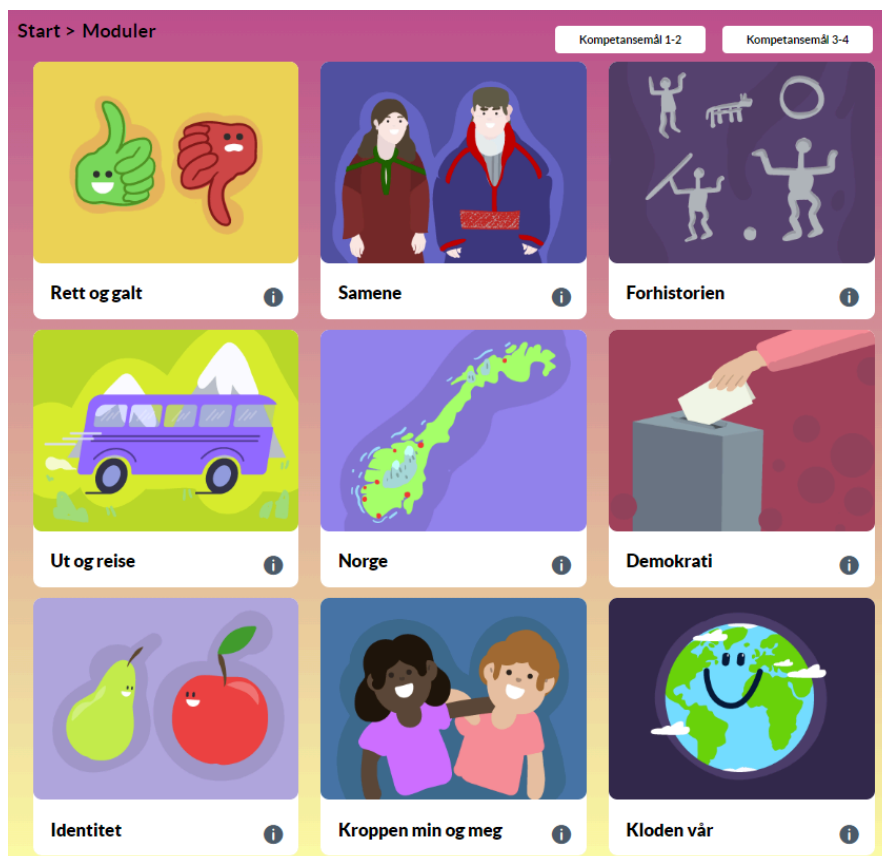 Start > Moduler
Kompetansemål 1-2
Kompetansemål 3-4
Rett og galt
Samene
Forhistorien
Ut og reise
Norge
Demokrati
Identitet
Kroppen min og meg
Kloden vår